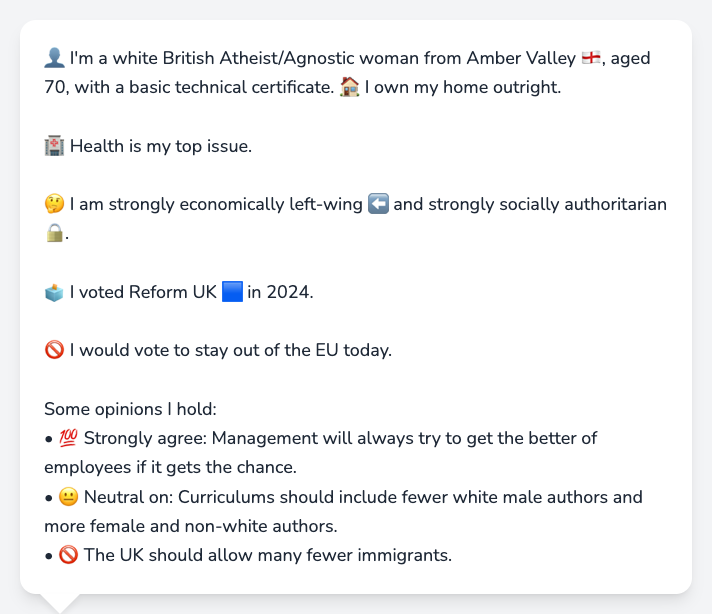 👤 I'm a white British Atheist/Agnostic woman from Amber Valley 🏴󠁧󠁢󠁥󠁮󠁧󠁿, aged
70, with a basic technical certificate. 🏠 I own my home outright.
🏥 Health is my top issue.
🤔 I am strongly economically left-wing ⬅️ and strongly socially authoritarian
🔒.
🗳️ I voted Reform UK 🟦 in 2024.
🚫 I would vote to stay out of the EU today.
Some opinions I hold:
• 💯 Strongly agree: Management will always try to get the better of
employees if it gets the chance.
• 😐 Neutral on: Curriculums should include fewer white male authors and
more female and non-white authors.
• 🚫 The UK should allow many fewer immigrants.